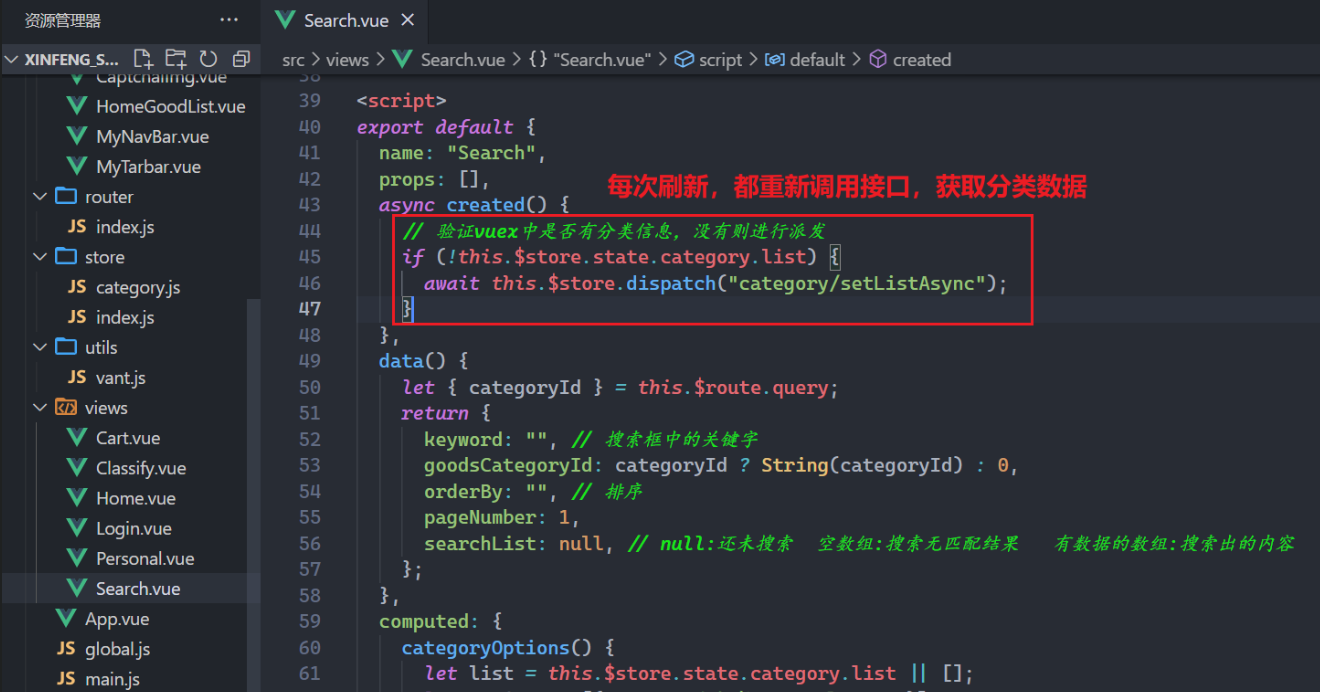 资源管理器
···
XINFENG_S...
CaptchaImg.vue
HomeGoodList.vue
MyNavBar.vue
MyTarbar.vue
router
JS index.js
store
JS category.js
JS index.js
utils
JS vant.js
views
Cart.vue
Classify.vue
Home.vue
Login.vue
Personal.vue
Search.vue
App.vue
JS global.js
JS main.js
Search.vue ×
src > views > Search.vue > {} "Search.vue" > script > default > created
38
39 <script>
40 export default {
41 name: "Search",
42 props: [],
每次刷新，都重新调用接口，获取分类数据
43 async created() {
44 // 验证vuex中是否有分类信息，没有则进行派发
45 if (!this.$store.state.category.list) {
46 await this.$store.dispatch("category/setListAsync");
47 }
48 },
49 data() {
50 let { categoryId } = this.$route.query;
51 return {
52 keyword: "", // 搜索框中的关键字
53 goodsCategoryId: categoryId ? String(categoryId) : 0,
54 orderBy: "", // 排序
55 pageNumber: 1,
56 searchList: null, // null:还未搜索 空数组:搜索无匹配结果 有数据的数组:搜索出的内容
57 };
58 },
59 computed: {
60 categoryOptions() {
61 let list = this.$store.state.category.list || [];